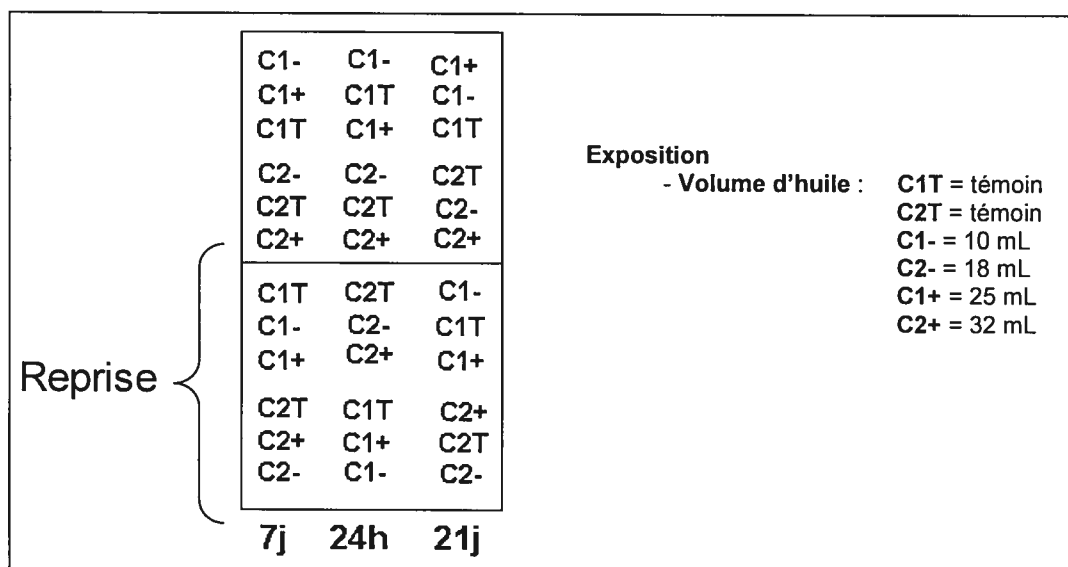 C1- C1- C1+
C1+ C1T C1-
C1T C1+ C1T
C2- C2- C2T
C2T C2T C2-
C2+ C2+ C2+
C1T C2T C1-
C1- C2- C1T
C1+ C2+ C1+
C2T C1T C2+
C2+ C1+ C2T
C2- C1- C2-
7j 24h 21j
Reprise
Exposition
- Volume d'huile : C1T = témoin
C2T = témoin
C1- = 10 mL
C2- = 18 mL
C1+ = 25 mL
C2+ = 32 mL